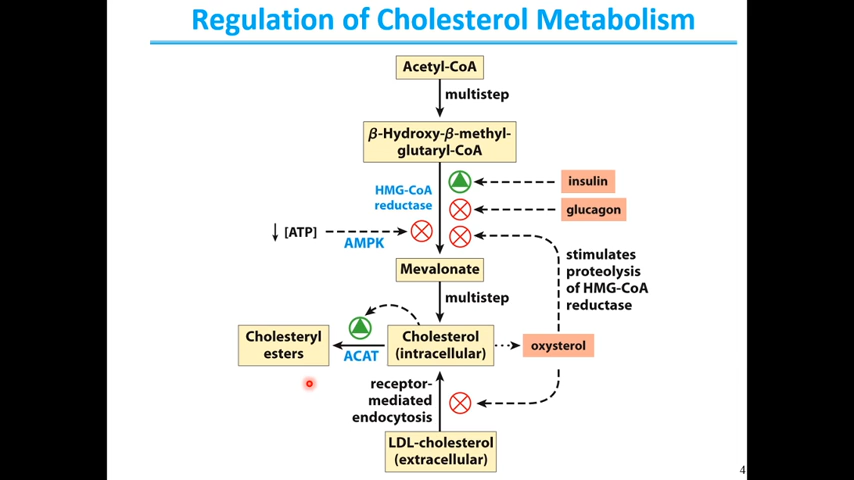 Regulation of Cholesterol Metabolism
Acetyl-CoA
multistep
β-Hydroxy-β-methyl-
glutaryl-CoA
HMG-CoA
reductase
insulin
glucagon
↓ [ATP]
AMPK
stimulates
proteolysis
of HMG-CoA
reductase
Mevalonate
multistep
Cholesteryl
esters
ACAT
Cholesterol
(intracellular)
oxysterol
receptor-
mediated
endocytosis
LDL-cholesterol
(extracellular)
4